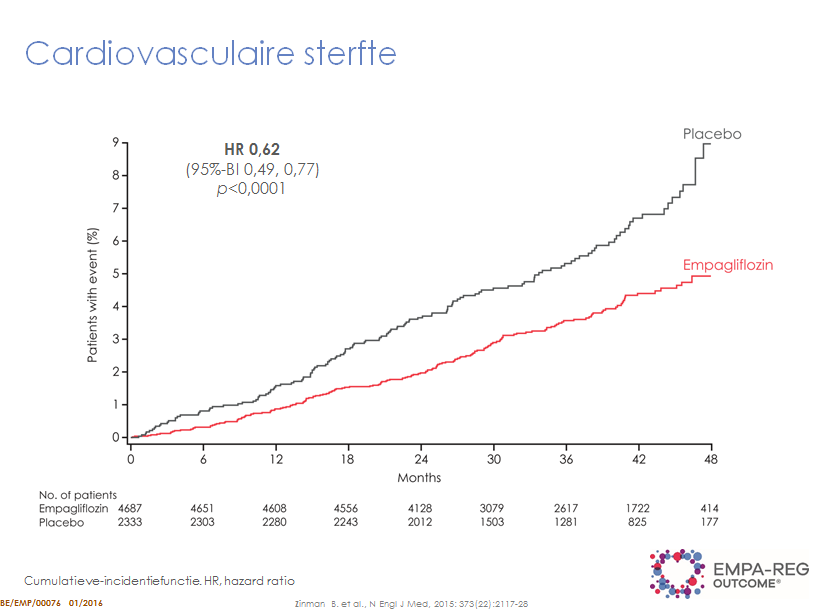 Cardiovasculaire sterfte
Placebo
HR 0,62
(95%-BI 0,49, 0,77)
p<0,0001
Empagliflozin
Patients with event (%)
9
8
7
6
5
4
3
2
1
0
0 6 12 18 24 30 36 42 48
Months
No. of patients
Empagliflozin 4687 4651 4608 4556 4128 3079 2617 1722 414
Placebo 2333 2303 2280 2243 2012 1503 1281 825 177
Cumulatieve-incidentiefunctie. HR, hazard ratio
EMPA-REG
OUTCOME®
BE/EMP/00076 01/2016
Zinman B. et al., N Engl J Med, 2015; 373(22):2117-28